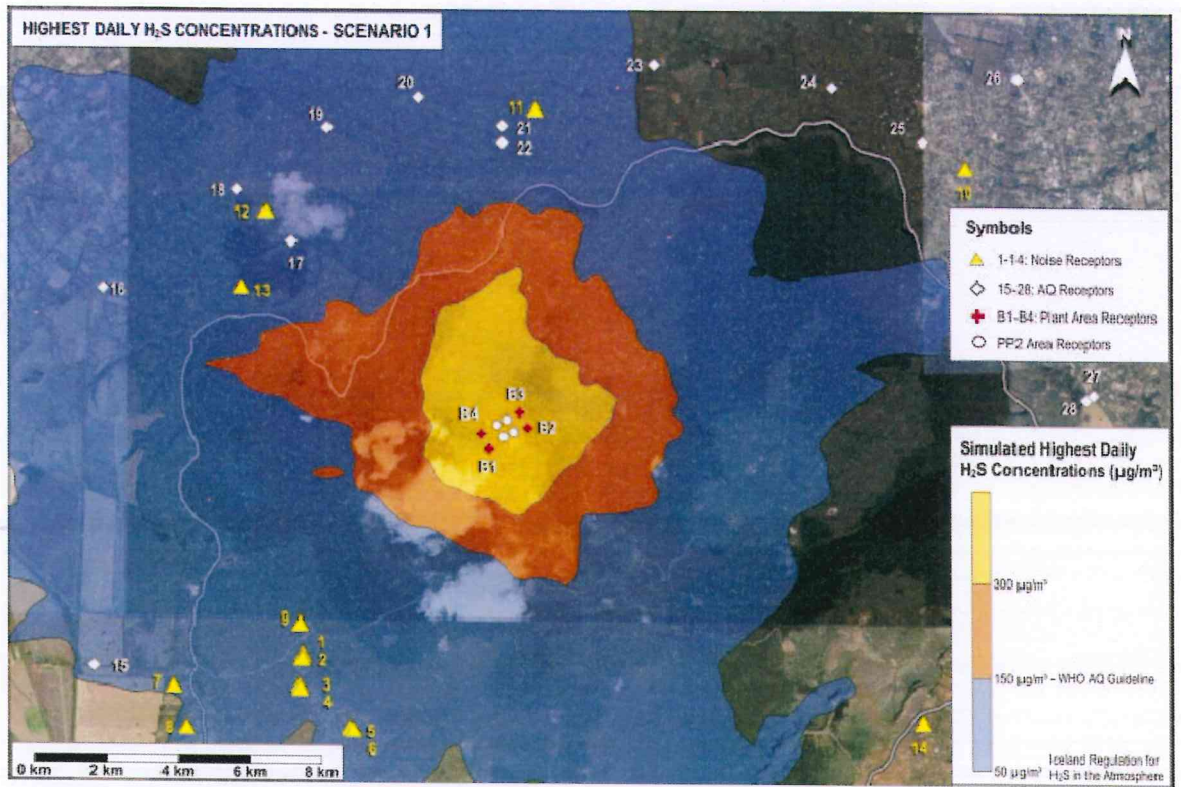 HIGHEST DAILY H₂S CONCENTRATIONS - SCENARIO 1
N
23
24
26
20
11
19
21
22
25
10
18
12
17
16
13
Symbols
1-14: Noise Receptors
15-28: AQ Receptors
B1-B4: Plant Area Receptors
PP2 Area Receptors
27
28
B3
B4
B2
B1
Simulated Highest Daily
H₂S Concentrations (µg/m³)
300 µg/m³
150 µg/m³ – WHO AQ Guideline
50 µg/m³
Iceland Regulation for
H₂S in the Atmosphere
9
1
2
15
7
3
4
8
5
6
14
0 km 2 km 4 km 6 km 8 km